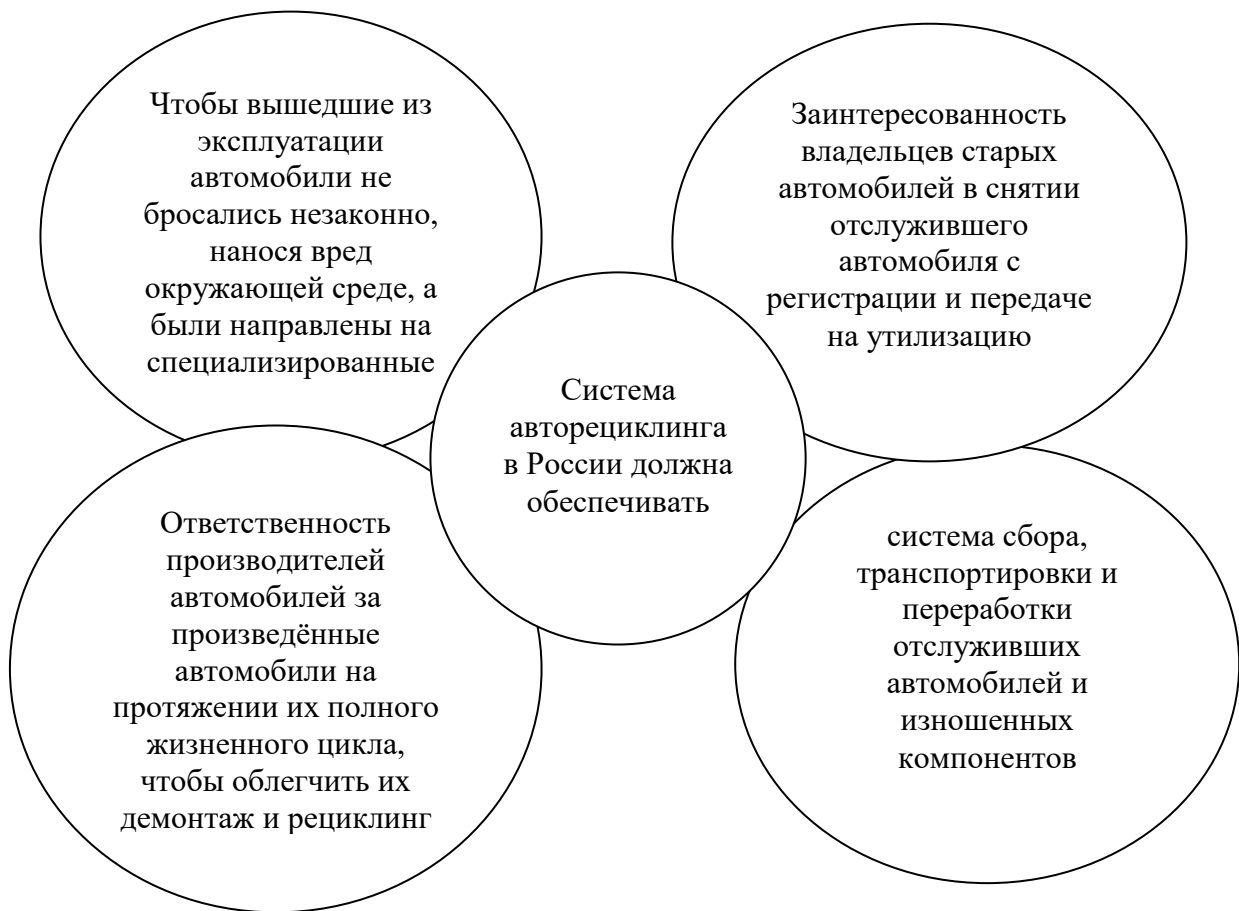 Чтобы вышедшие из
эксплуатации
автомобили не
бросались незаконно,
нанося вред
окружающей среде, а
были направлены на
специализированные
Заинтересованность
владельцев старых
автомобилей в снятии
отслужившего
автомобиля с
регистрации и передаче
на утилизацию
Система
авторециклинга
в России должна
обеспечивать
Ответственность
производителей
автомобилей за
произведённые
автомобили на
протяжении их полного
жизненного цикла,
чтобы облегчить их
демонтаж и рециклинг
система сбора,
транспортировки и
переработки
отслуживших
автомобилей и
изношенных
компонентов